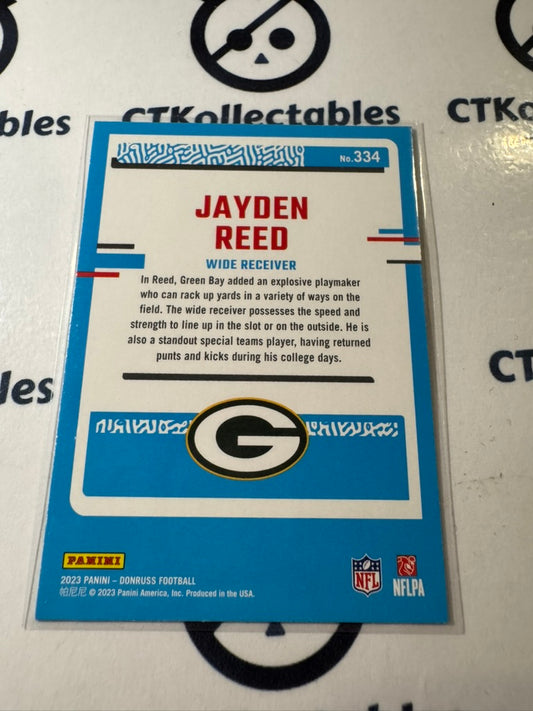 CTKollectables
bles
CTKo
No.334
JAYDEN
REED
WIDE RECEIVER
In Reed, Green Bay added an explosive playmaker
who can rack up yards in a variety of ways on the
field. The wide receiver possesses the speed and
strength to line up in the slot or on the outside. He is
also a standout special teams player, having returned
punts and kicks during his college days.
les
CT
G
PANINI
2023 PANINI – DONRUSS FOOTBALL
帕尼尼 © 2023 Panini America, Inc. Produced in the USA.
NFL
NFLPA
CTKollectables